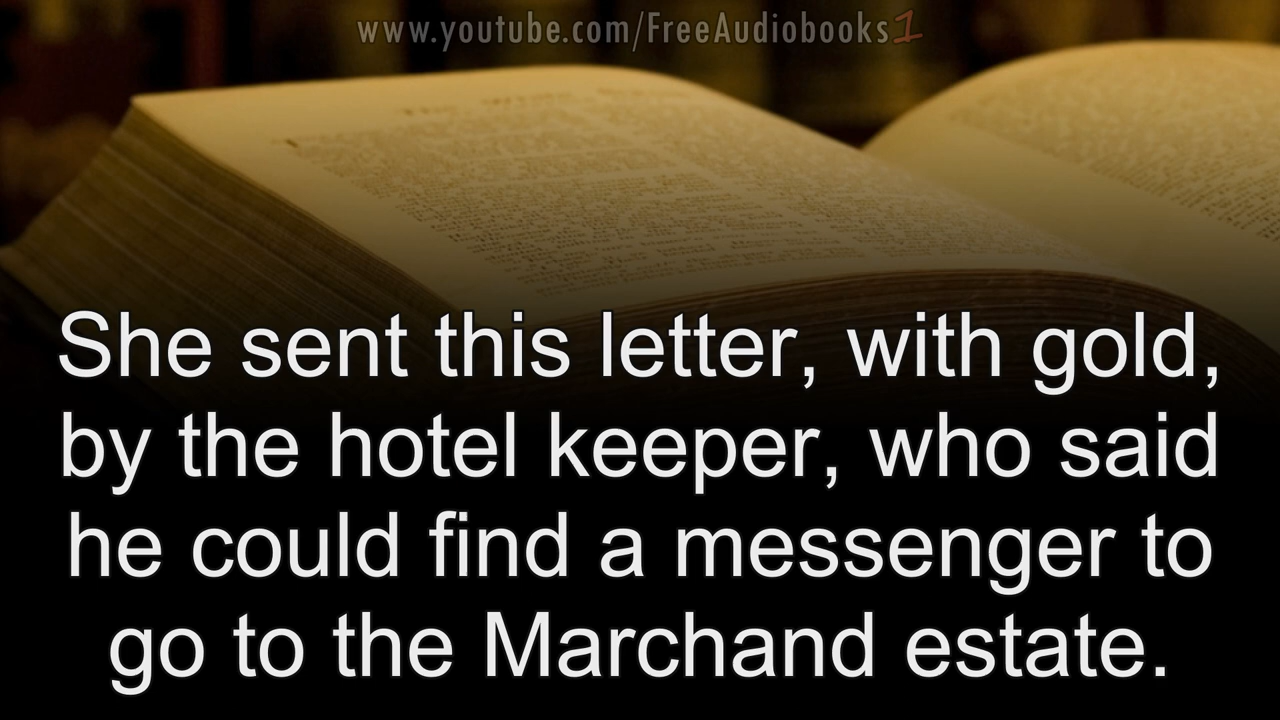 www.youtube.com/FreeAudiobooks1
She sent this letter, with gold,
by the hotel keeper, who said
he could find a messenger to
go to the Marchand estate.